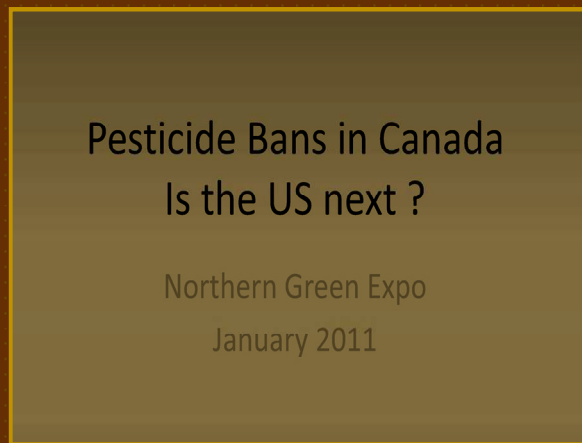 Pesticide Bans in Canada
Is the US next ?
Northern Green Expo
January 2011